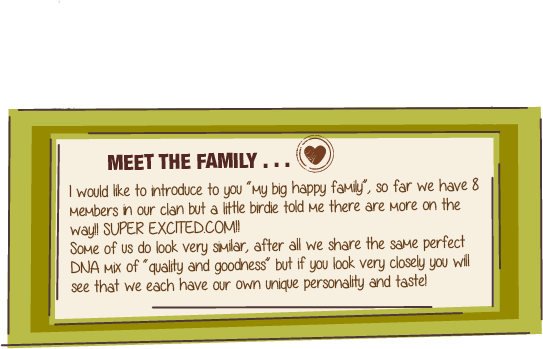 MEET THE FAMILY . . .
I would like to introduce to you "my big happy family", so far we have 8
members in our clan but a little birdie told me there are more on the
way!! SUPER EXCITED.COM!!
Some of us do look very similar, after all we share the same perfect
DNA mix of "quality and goodness" but if you look very closely you will
see that we each have our own unique personality and taste!